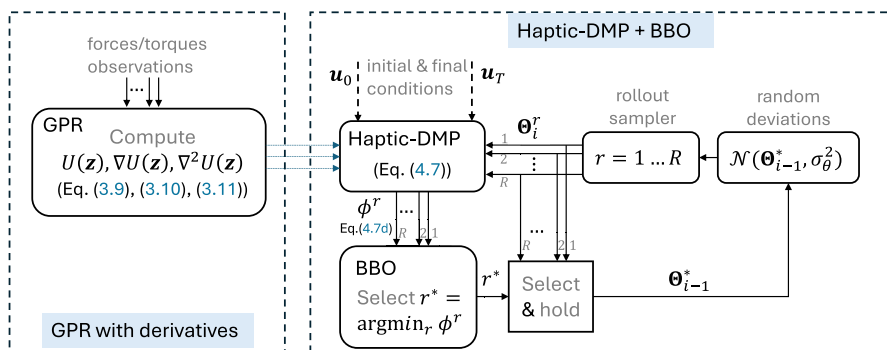 Haptic-DMP + BBO
forces/torques
observations
...
GPR
Compute
U(z), ∇U(z), ∇²U(z)
(Eq. (3.9), (3.10), (3.11))
GPR with derivatives
u₀
initial & final
conditions
u_T
Haptic-DMP
(Eq. (4.7))
Θᵢʳ
1
2
⋮
R
rollout
sampler
r = 1 … R
random
deviations
𝒩(Θ*ᵢ₋₁, σ_θ²)
ϕʳ
Eq.(4.7d)
...
R
2
1
...
R
2
1
BBO
Select r* =
argminᵣ ϕʳ
r*
Select
& hold
Θ*ᵢ₋₁